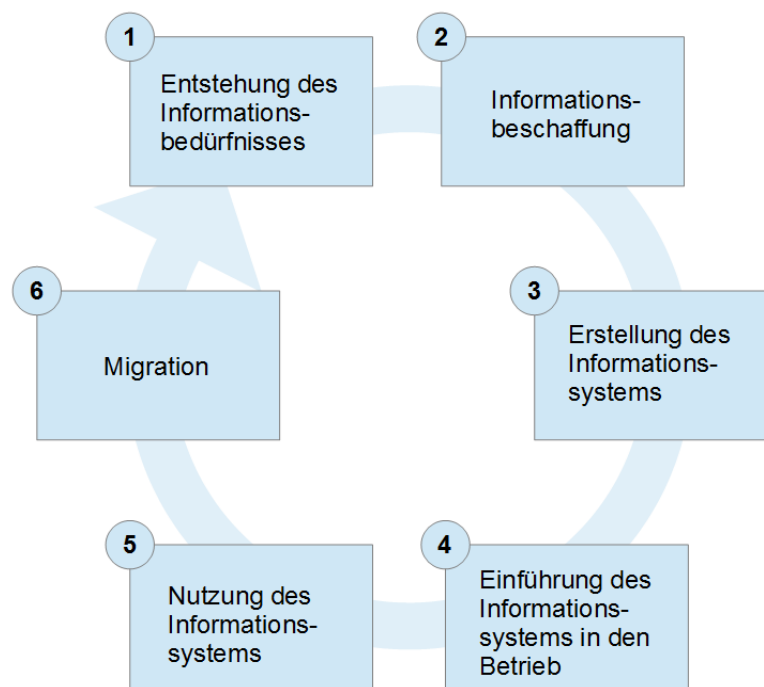 1
Entstehung des
Informations-
bedürfnisses
2
Informations-
beschaffung
3
Erstellung des
Informations-
systems
4
Einführung des
Informations-
systems in den
Betrieb
5
Nutzung des
Informations-
systems
6
Migration